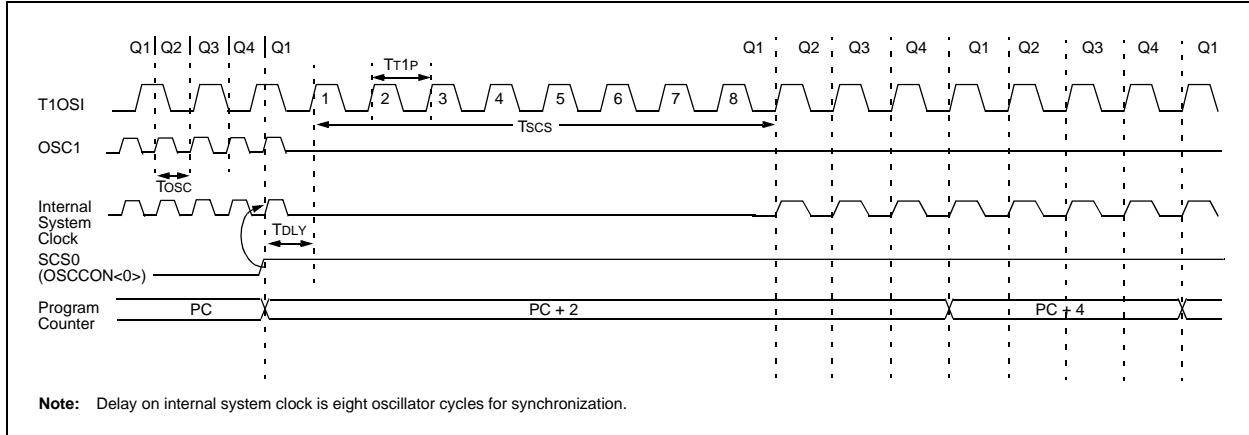 Q1 Q2 Q3 Q4 Q1 Q1 Q2 Q3 Q4 Q1 Q2 Q3 Q4 Q1
TT1P
T1OSI 1 2 3 4 5 6 7 8
TSCS
OSC1
TOSC
Internal
System
Clock
TDLY
SCS0
(OSCCON<0>)
Program
Counter
PC PC + 2 PC + 4
Note: Delay on internal system clock is eight oscillator cycles for synchronization.